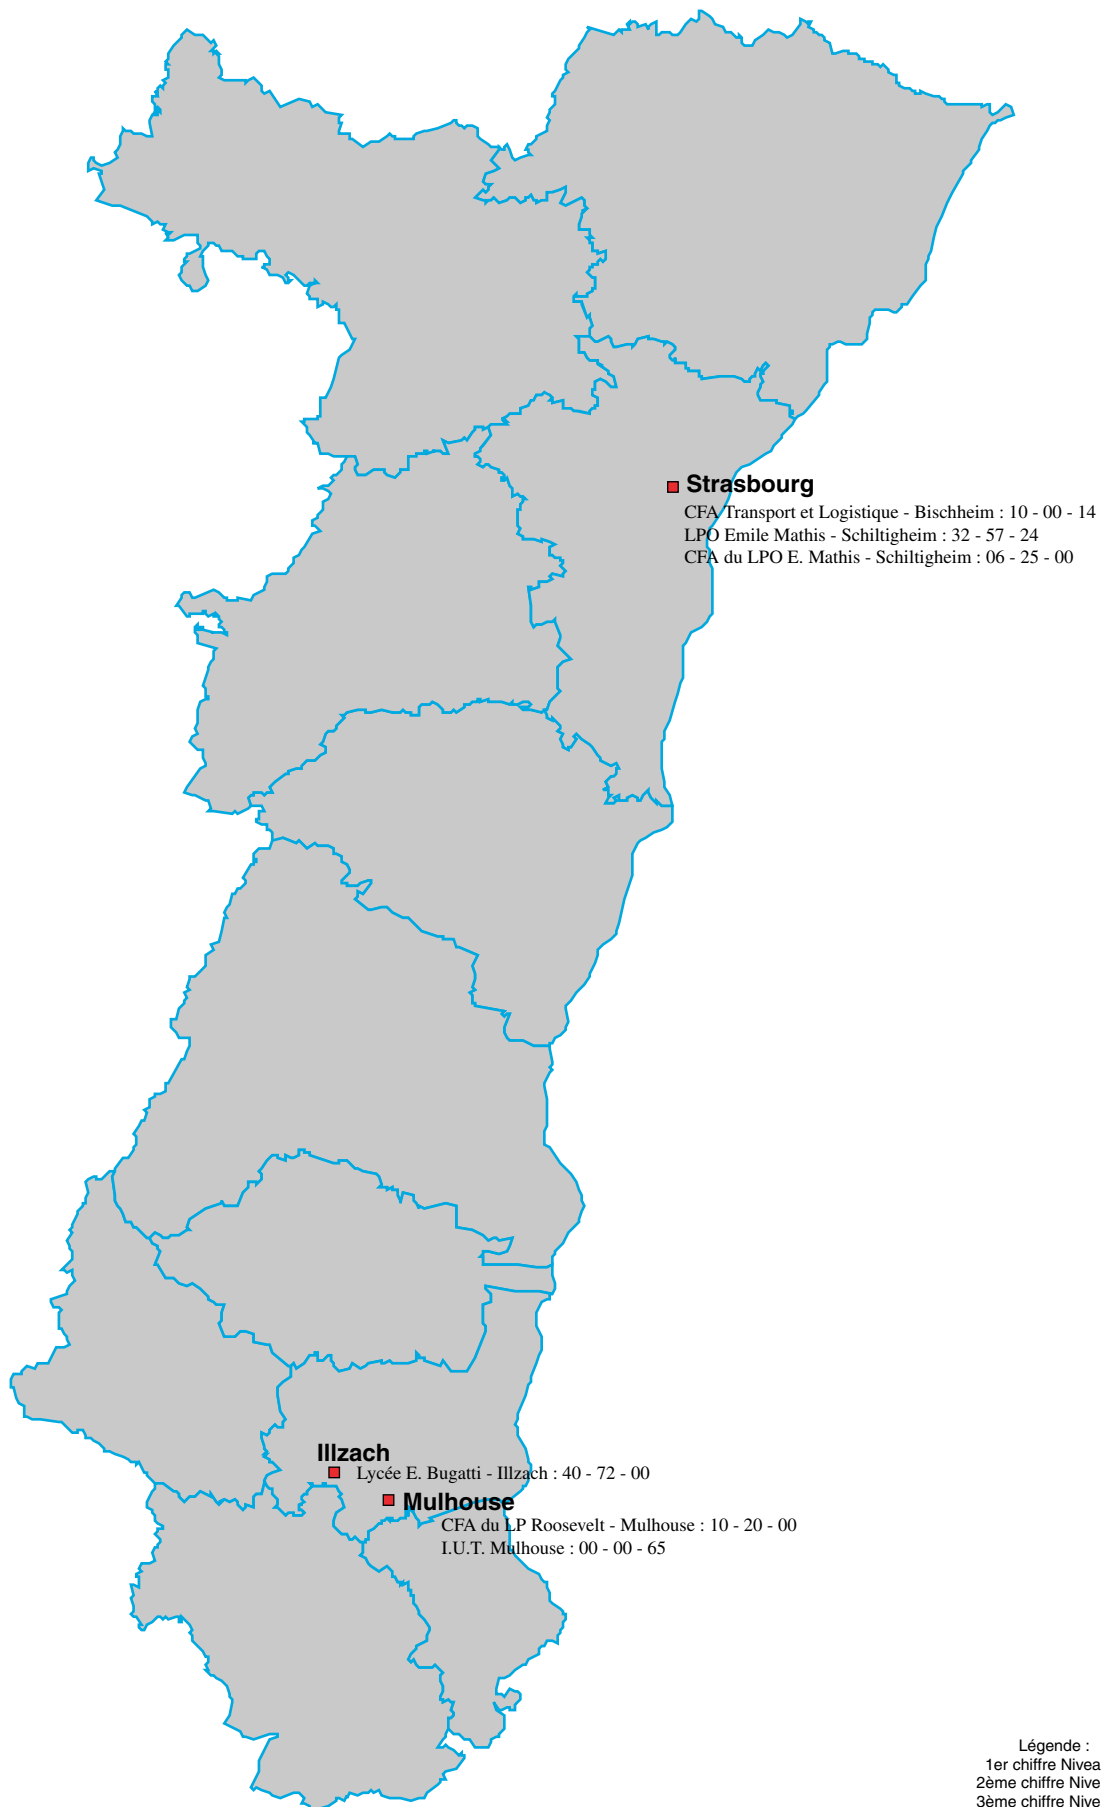 Strasbourg
CFA Transport et Logistique - Bischheim : 10 - 00 - 14
LPO Emile Mathis - Schiltigheim : 32 - 57 - 24
CFA du LPO E. Mathis - Schiltigheim : 06 - 25 - 00
Illzach
Lycée E. Bugatti - Illzach : 40 - 72 - 00
Mulhouse
CFA du LP Roosevelt - Mulhouse : 10 - 20 - 00
I.U.T. Mulhouse : 00 - 00 - 65
Légende :
1er chiffre Nivea
2ème chiffre Nive
3ème chiffre Nive